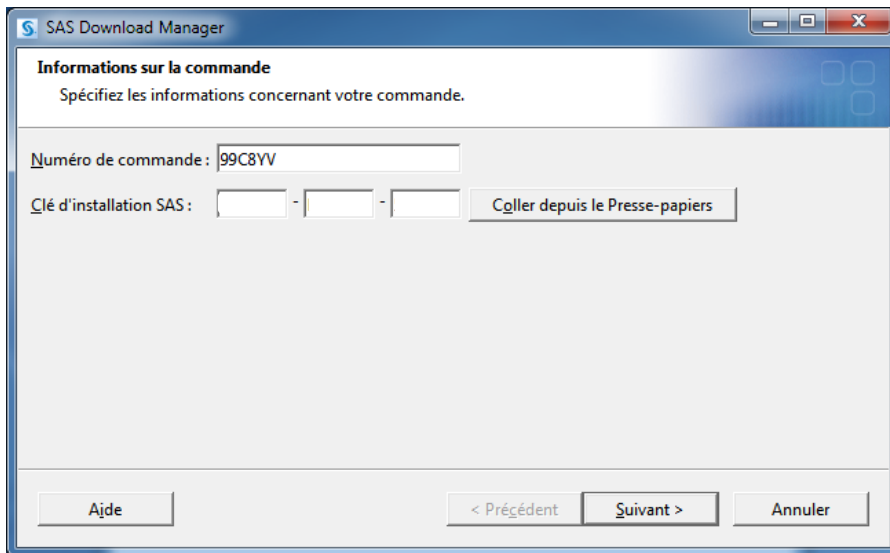 SAS Download Manager
Informations sur la commande
Spécifiez les informations concernant votre commande.
Numéro de commande : 99C8YV
Clé d'installation SAS : - - Coller depuis le Presse-papiers
Aide < Précédent Suivant > Annuler